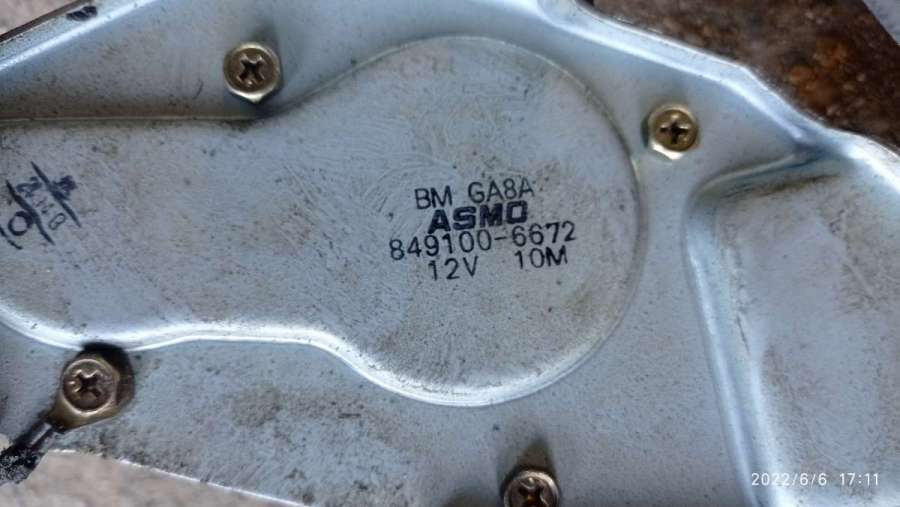 BM GA8A
ASMO
849100-6672
12V 10M
2022/6/6 17:11